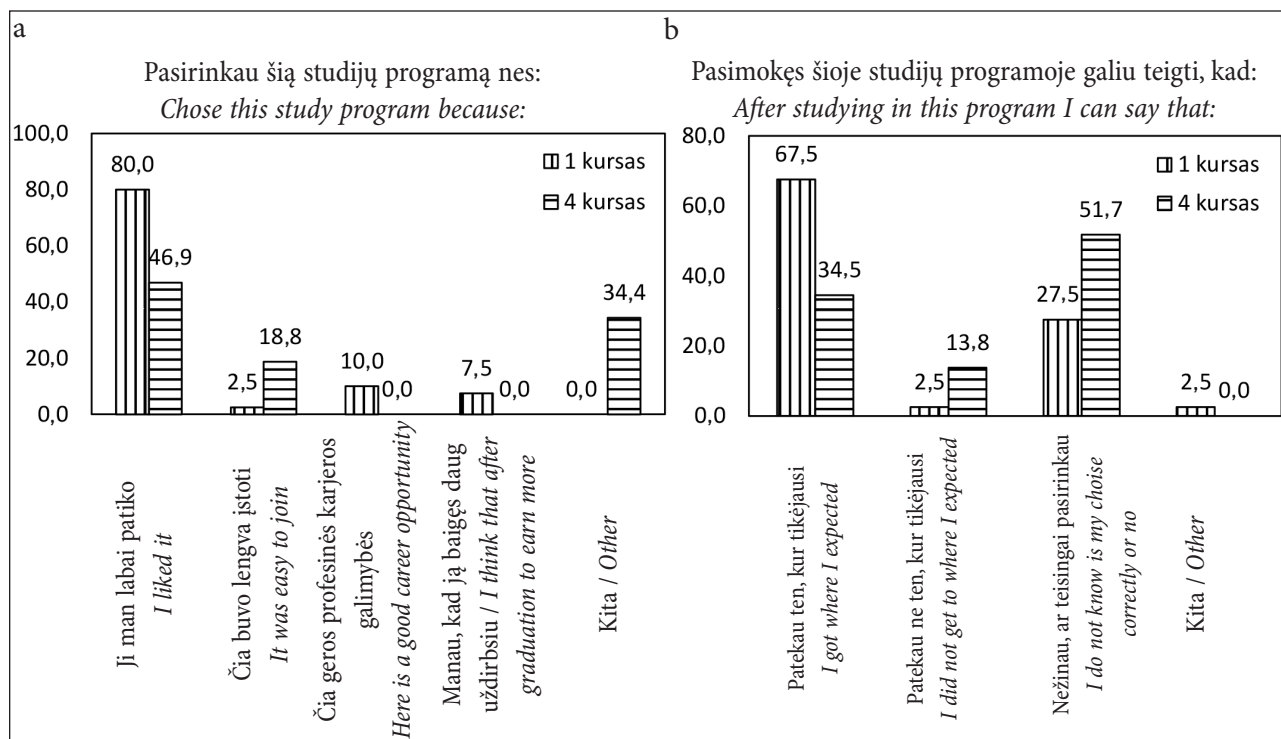 a
Pasirinkau šią studijų programą nes:
Chose this study program because:
100,0
80,0
60,0
40,0
20,0
0,0
1 kursas
4 kursas
80,0
46,9
2,5
18,8
10,0
0,0
7,5
0,0
0,0
34,4
Ji man labai patiko
I liked it
Čia buvo lengva įstoti
It was easy to join
Čia geros profesinės karjeros
galimybės
Here is a good career opportunity
Manau, kad ją baigęs daug
uždirbsiu / I think that after
graduation to earn more
Kita / Other
b
Pasimokęs šioje studijų programoje galiu teigti, kad:
After studying in this program I can say that:
80,0
60,0
40,0
20,0
0,0
1 kursas
4 kursas
67,5
34,5
2,5
13,8
27,5
51,7
2,5
0,0
Patekau ten, kur tikėjausi
I got where I expected
Patekau ne ten, kur tikėjausi
I did not get to where I expected
Nežinau, ar teisingai pasirinkau
I do not know is my choise
correctly or no
Kita / Other